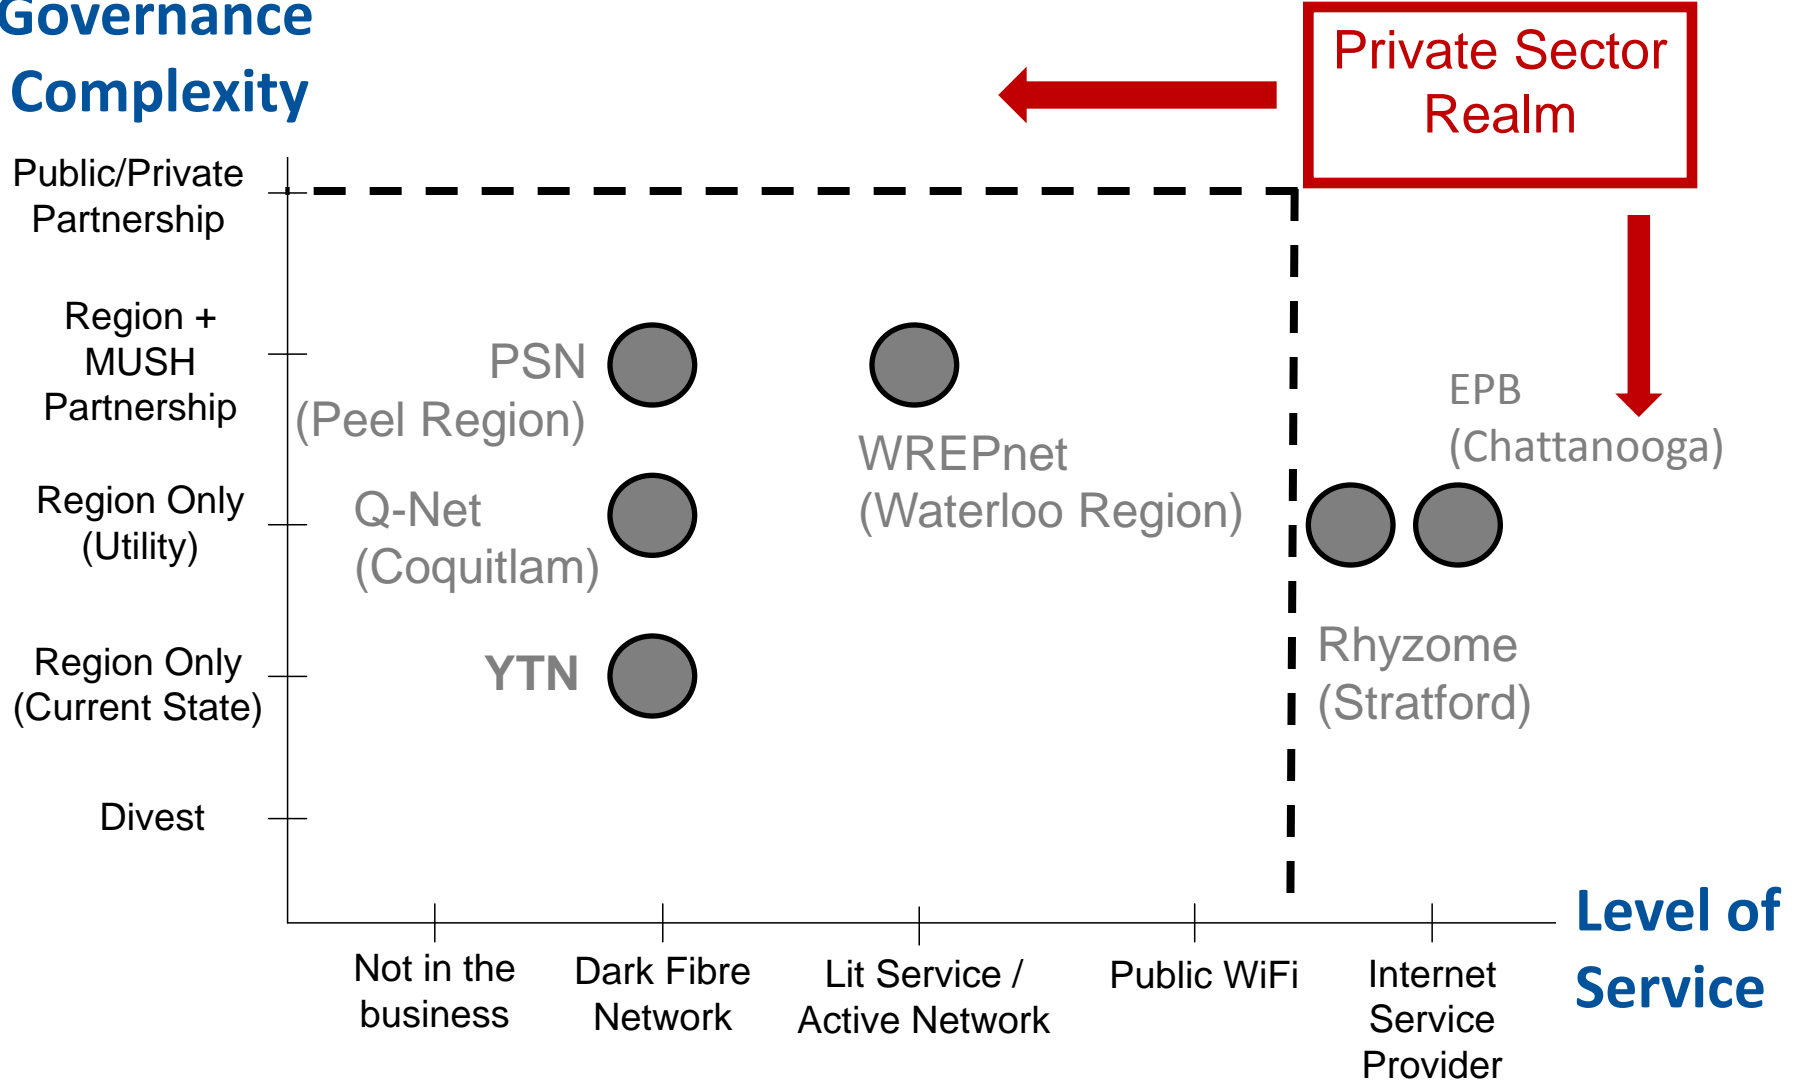 Governance
Complexity
Private Sector
Realm
Public/Private
Partnership
Region +
MUSH
Partnership
PSN
(Peel Region)
WREPnet
(Waterloo Region)
EPB
(Chattanooga)
Region Only
(Utility)
Q-Net
(Coquitlam)
Region Only
(Current State)
YTN
Rhyzome
(Stratford)
Divest
Level of
Service
Not in the
business
Dark Fibre
Network
Lit Service /
Active Network
Public WiFi
Internet
Service
Provider